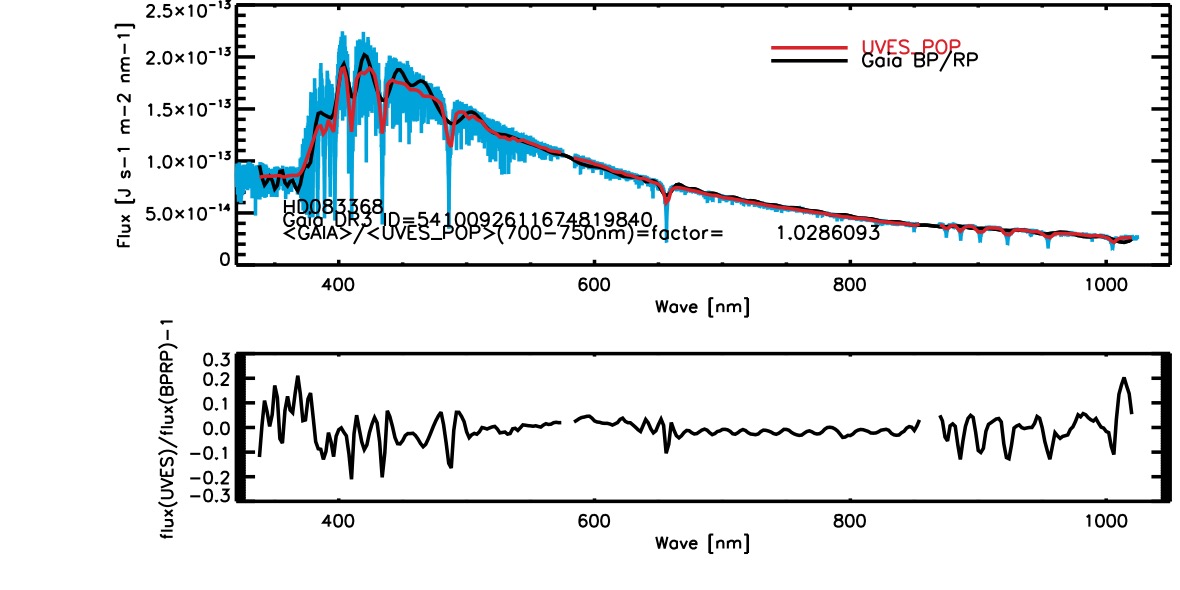 Flux [J s-1 m-2 nm-1]
2.5×10-13
2.0×10-13
1.5×10-13
1.0×10-13
5.0×10-14
0
UVES_POP
Gaia BP/RP
HD083368
Gaia DR3 ID=5410092611674819840
<GAIA>/<UVES_POP>(700-750nm)=factor= 1.0286093
400 600 800 1000
Wave [nm]
flux(UVES)/flux(BPRP)-1
0.3
0.2
0.1
0.0
-0.1
-0.2
-0.3
400 600 800 1000
Wave [nm]